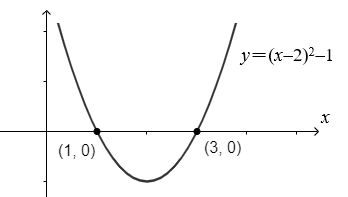 y=(x–2)²–1
x
(1, 0)
(3, 0)